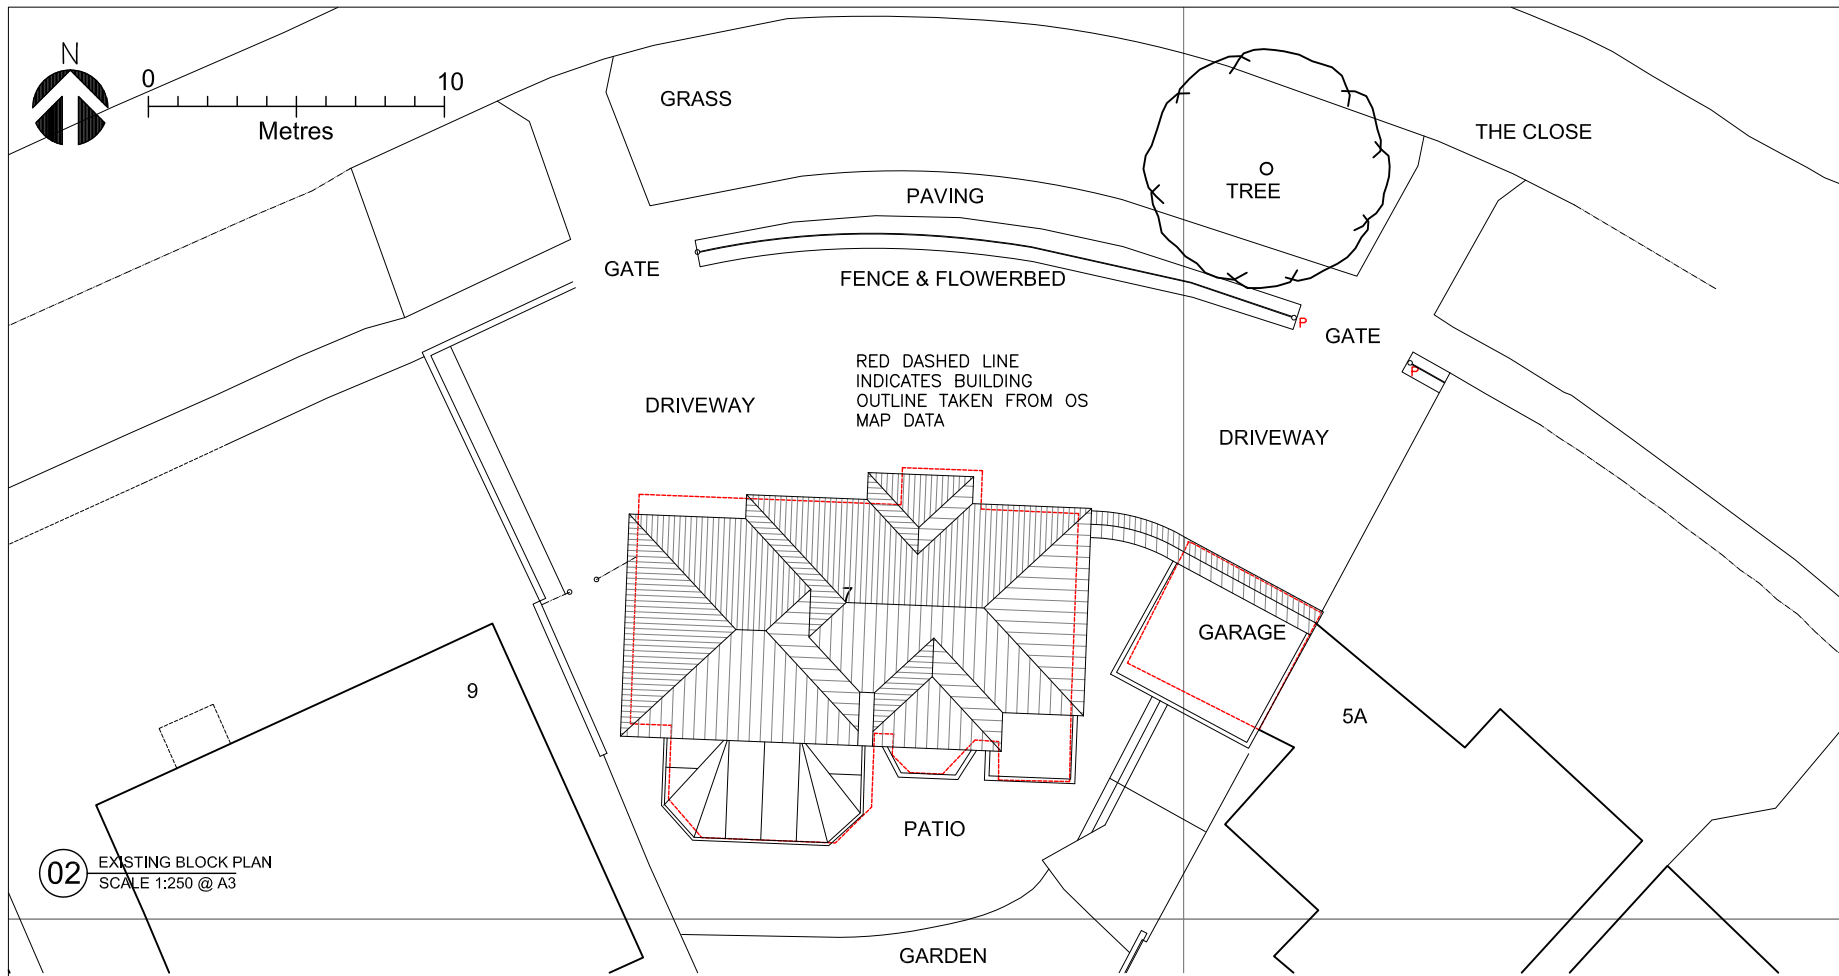 N
0 10
Metres
GRASS
THE CLOSE
TREE
PAVING
GATE
FENCE & FLOWERBED
P
GATE
P
RED DASHED LINE
INDICATES BUILDING
OUTLINE TAKEN FROM OS
MAP DATA
DRIVEWAY
DRIVEWAY
7
GARAGE
9
5A
PATIO
02
EXISTING BLOCK PLAN
SCALE 1:250 @ A3
GARDEN